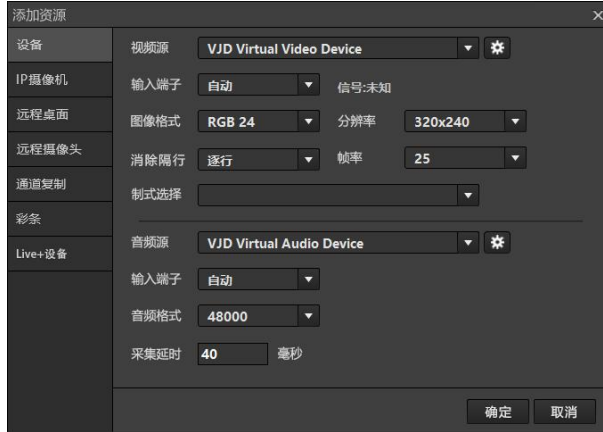 添加资源
设备
IP摄像机
远程桌面
远程摄像头
通道复制
彩条
Live+设备
视频源 VJD Virtual Video Device
输入端子 自动 信号:未知
图像格式 RGB 24 分辨率 320x240
消除隔行 逐行 帧率 25
制式选择
音频源 VJD Virtual Audio Device
输入端子 自动
音频格式 48000
采集延时 40 毫秒
确定 取消